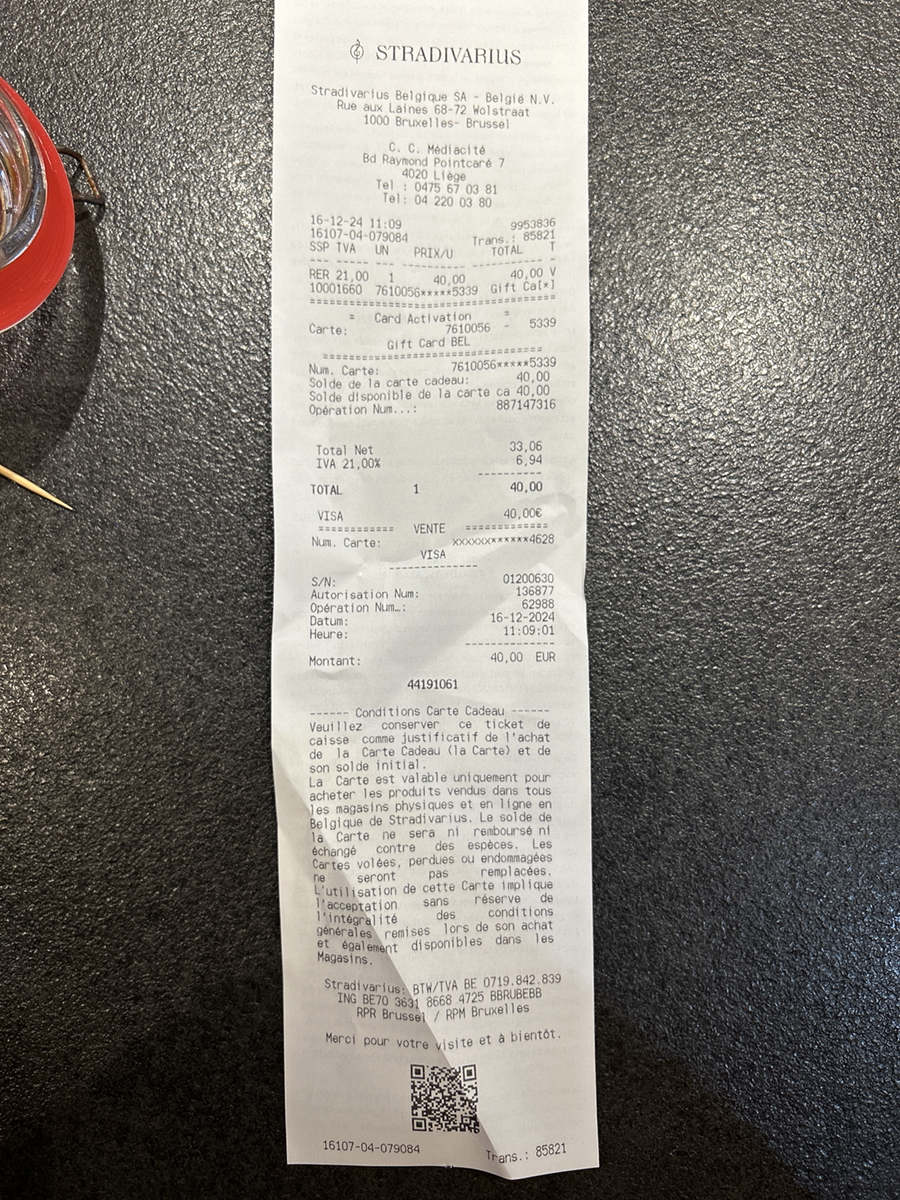 STRADIVARIUS
Stradivarius Belgique SA - België N.V.
Rue aux Laines 68-72 Wolstraat
1000 Bruxelles- Brussel
C. C. Médiacité
Bd Raymond Pointcaré 7
4020 Liège
Tel : 0475 67 03 81
Tel: 04 220 03 80
16-12-24 11:09 9953836
16107-04-079084 Trans.: 85821
SSP TVA UN PRIX/U TOTAL T
--- ---- ---- ---------- ---------- -
RER 21,00 1 40,00 40,00 V
10001660 7610056*****5339 Gift Ca[*]
========================================
= Card Activation =
Carte: 7610056 - 5339
Gift Card BEL
===================================
Num. Carte: 7610056*****5339
Solde de la carte cadeau: 40,00
Solde disponible de la carte ca 40,00
Opération Num...: 887147316
Total Net 33,06
IVA 21,00% 6,94
----------
TOTAL 1 40,00
VISA 40,00€
============ VENTE =============
Num. Carte: XXXXXXX*****4628
VISA
--------------
S/N: 01200630
Autorisation Num: 136877
Opération Num…: 62988
Datum: 16-12-2024
Heure: 11:09:01
--------------
Montant: 40,00 EUR
44191061
------ Conditions Carte Cadeau ------
Veuillez conserver ce ticket de
caisse comme justificatif de l'achat
de la Carte Cadeau (la Carte) et de
son solde initial.
La Carte est valable uniquement pour
acheter les produits vendus dans tous
les magasins physiques et en ligne en
Belgique de Stradivarius. Le solde de
la Carte ne sera ni remboursé ni
échangé contre des espèces. Les
Cartes volées, perdues ou endommagées
ne seront pas remplacées.
L'utilisation de cette Carte implique
l'acceptation sans réserve de
l'intégralité des conditions
générales remises lors de son achat
et également disponibles dans les
Magasins.
Stradivarius: BTW/TVA BE 0719.842.839
ING BE70 3631 8668 4725 BBRUBEBB
RPR Brussel / RPM Bruxelles
Merci pour votre visite et à bientôt.
16107-04-079084 Trans.: 85821